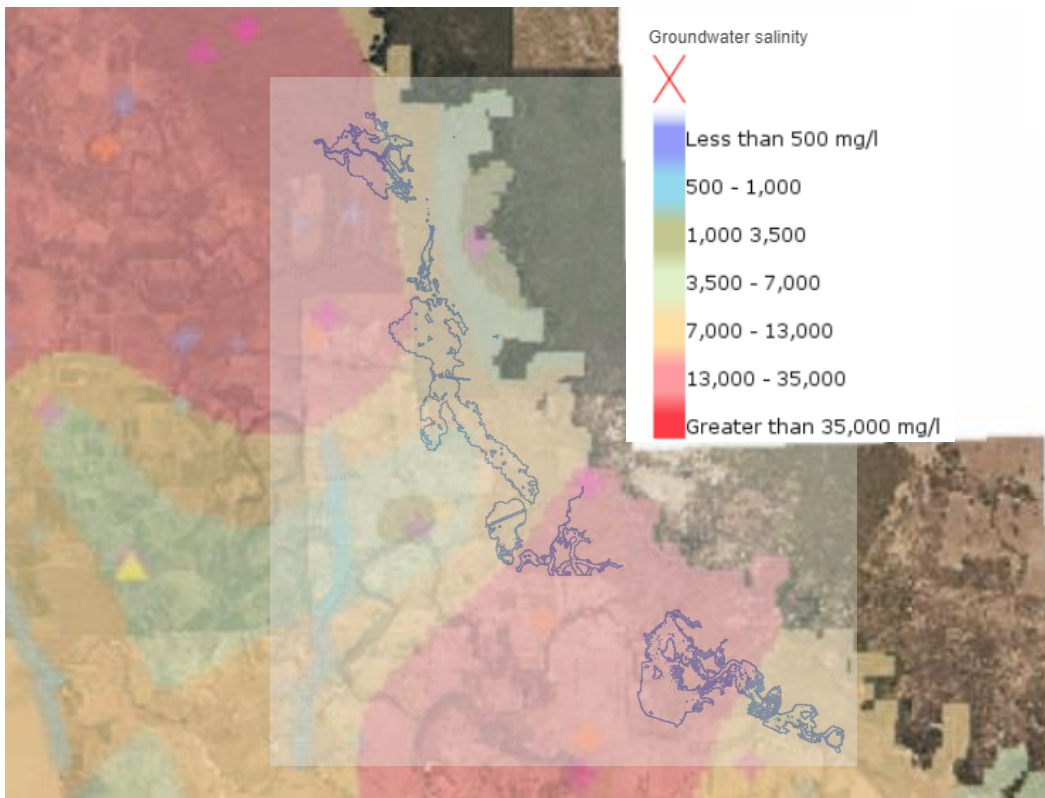 Groundwater salinity
Less than 500 mg/l
500 - 1,000
1,000 3,500
3,500 - 7,000
7,000 - 13,000
13,000 - 35,000
Greater than 35,000 mg/l